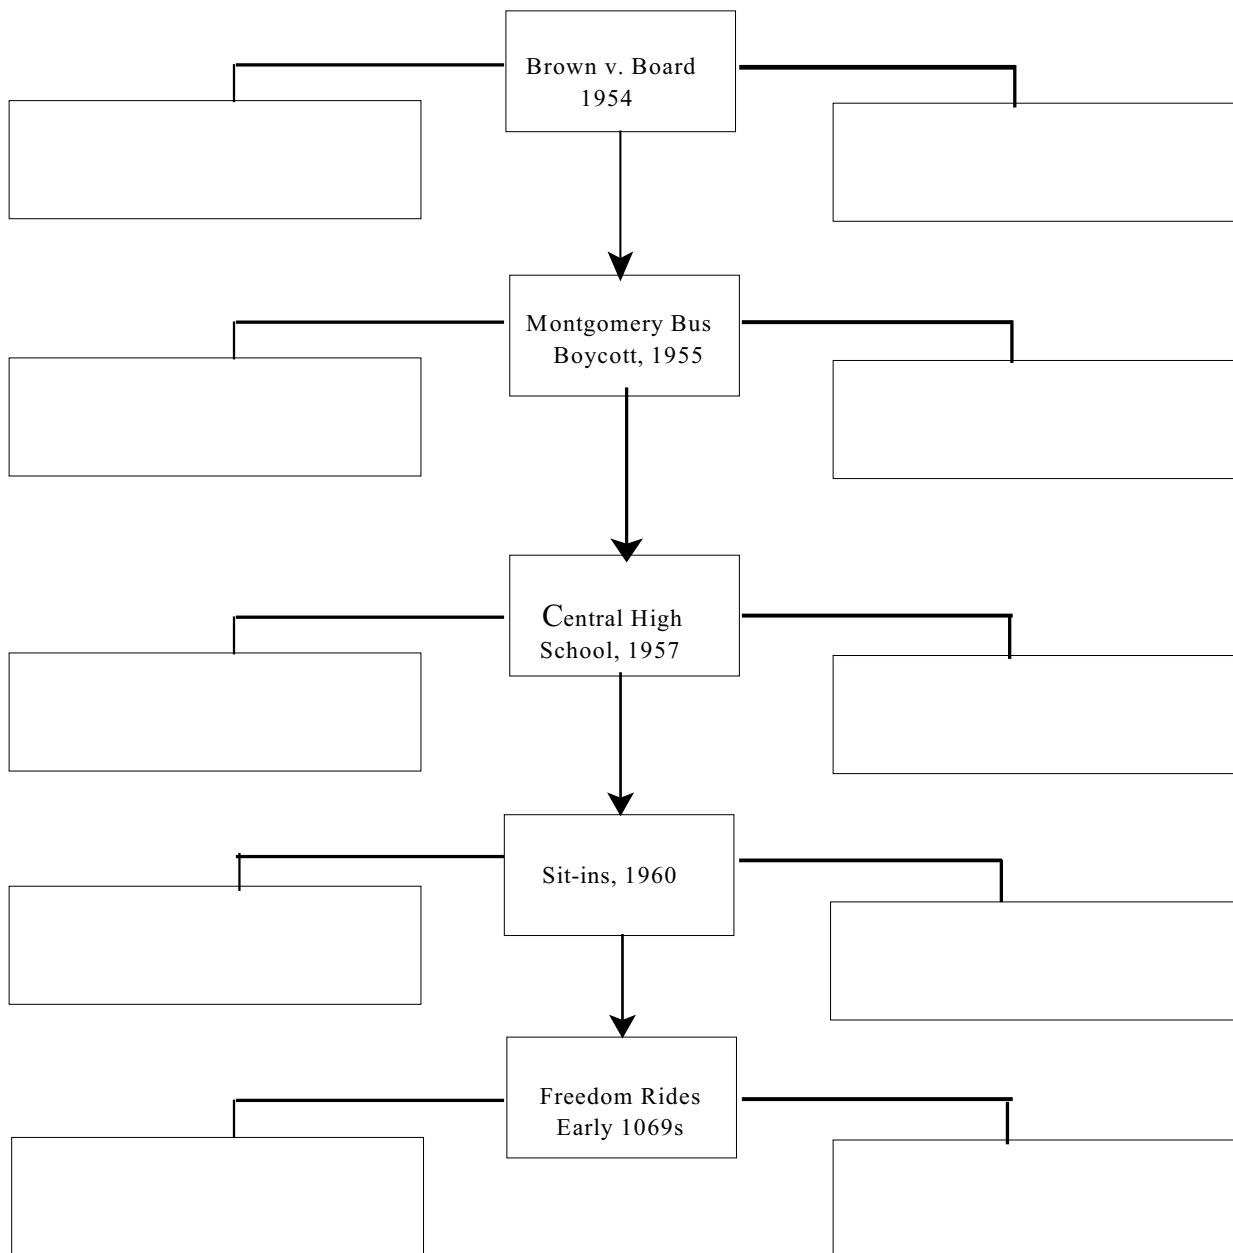 Brown v. Board
1954
Montgomery Bus
Boycott, 1955
Central High
School, 1957
Sit-ins, 1960
Freedom Rides
Early 1069s